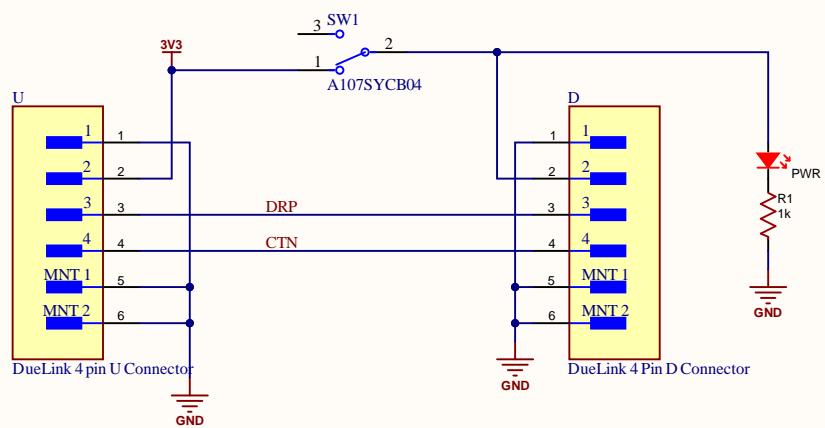 SW1
3
2
1
A107SYCB04
3V3
U
1 1
2 2
3 3
4 4
MNT 1 5
MNT 2 6
DueLink 4 pin U Connector
GND
DRP
CTN
D
1 1
2 2
3 3
4 4
5 MNT 1
6 MNT 2
DueLink 4 Pin D Connector
GND
PWR
R1
1k
GND